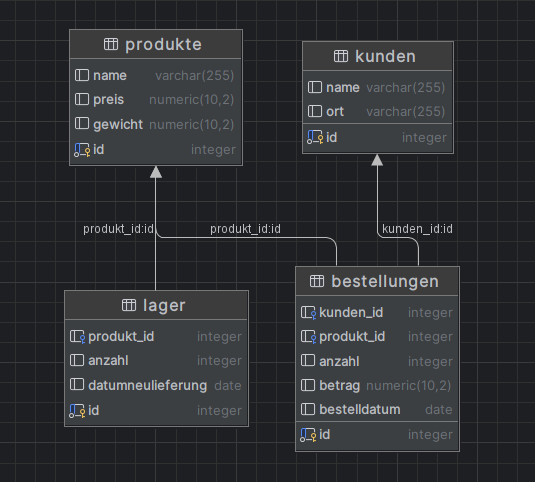 produkte
name varchar(255)
preis numeric(10,2)
gewicht numeric(10,2)
id integer
kunden
name varchar(255)
ort varchar(255)
id integer
produkt_id:id
produkt_id:id
kunden_id:id
lager
produkt_id integer
anzahl integer
datumneulieferung date
id integer
bestellungen
kunden_id integer
produkt_id integer
anzahl integer
betrag numeric(10,2)
bestelldatum date
id integer